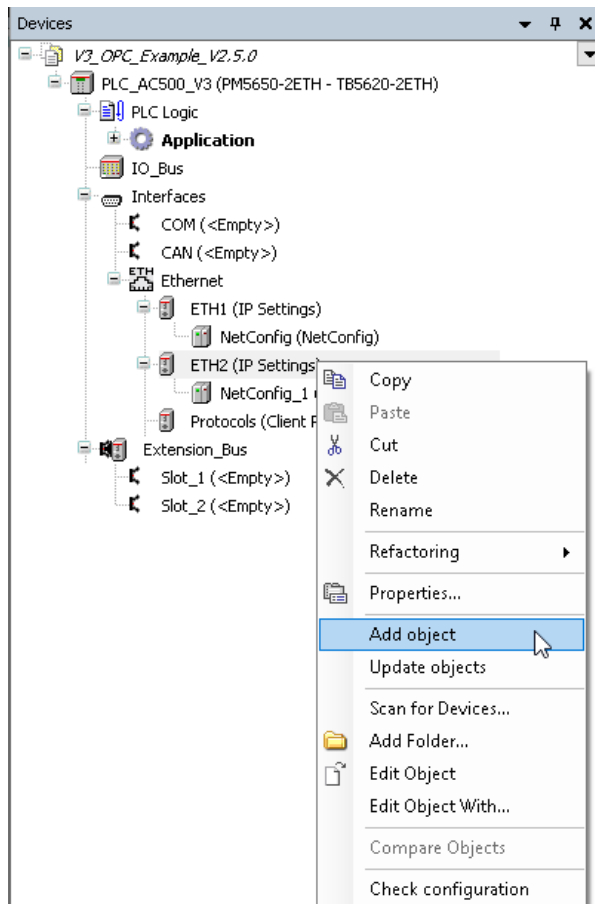 Devices
V3_OPC_Example_V2.5.0
PLC_AC500_V3 (PM5650-2ETH - TB5620-2ETH)
PLC Logic
Application
IO_Bus
Interfaces
COM (<Empty>)
CAN (<Empty>)
ETH Ethernet
ETH1 (IP Settings)
NetConfig (NetConfig)
ETH2 (IP Settings)
NetConfig_1
Protocols (Client
Extension_Bus
Slot_1 (<Empty>)
Slot_2 (<Empty>)
Copy
Paste
Cut
Delete
Rename
Refactoring
Properties...
Add object
Update objects
Scan for Devices...
Add Folder...
Edit Object
Edit Object With...
Compare Objects
Check configuration